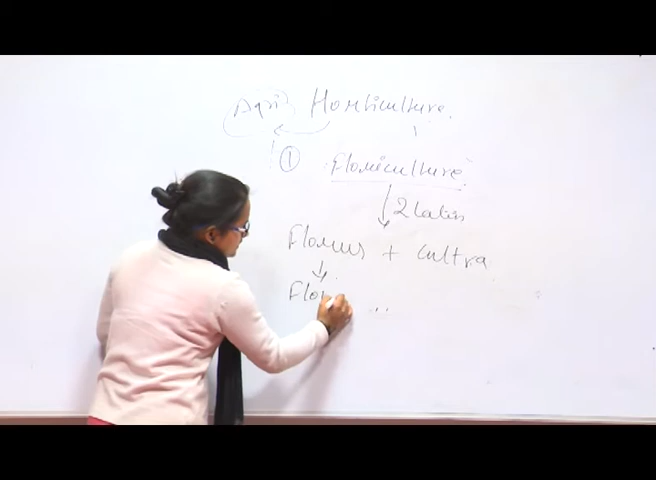 Agri Horticulture.
①
Floriculture.
2 Latin
Florus + Cultra
Flo